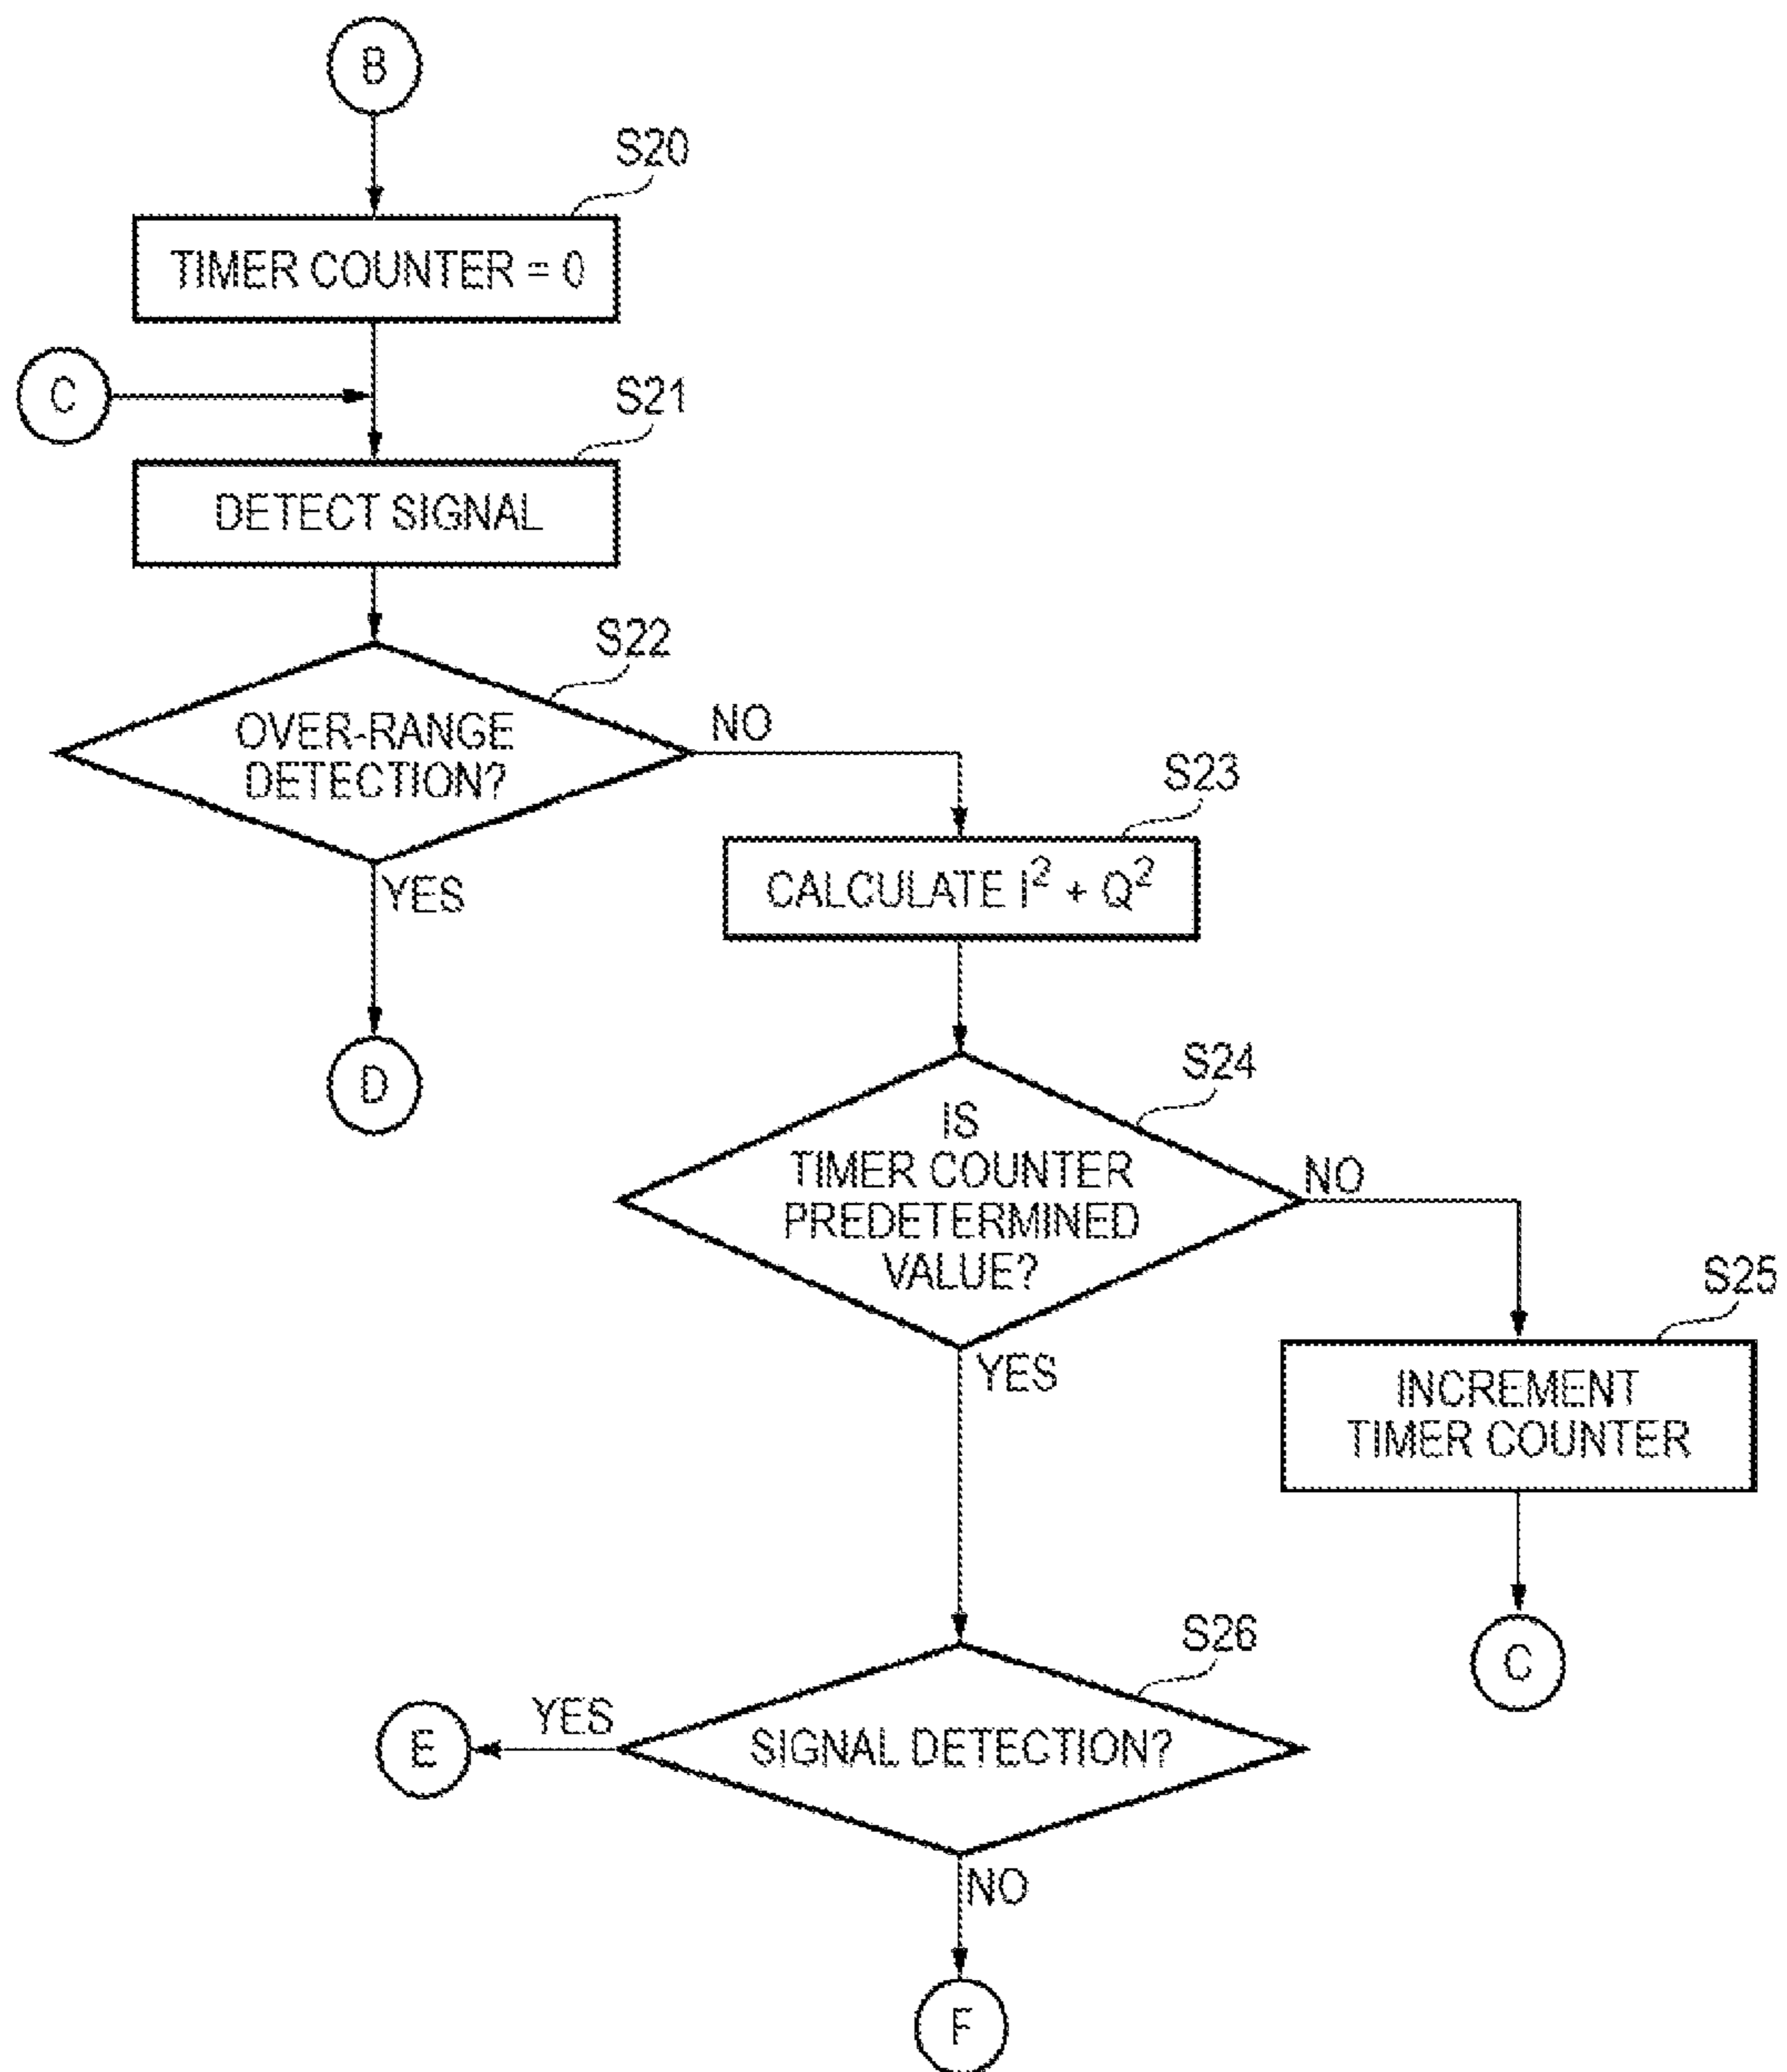 B
S20
TIMER COUNTER = 0
C
S21
DETECT SIGNAL
S22
OVER-RANGE
DETECTION?
NO
YES
D
S23
CALCULATE I² + Q²
S24
IS
TIMER COUNTER
PREDETERMINED
VALUE?
NO
YES
S25
INCREMENT
TIMER COUNTER
C
S26
SIGNAL DETECTION?
YES
E
NO
F